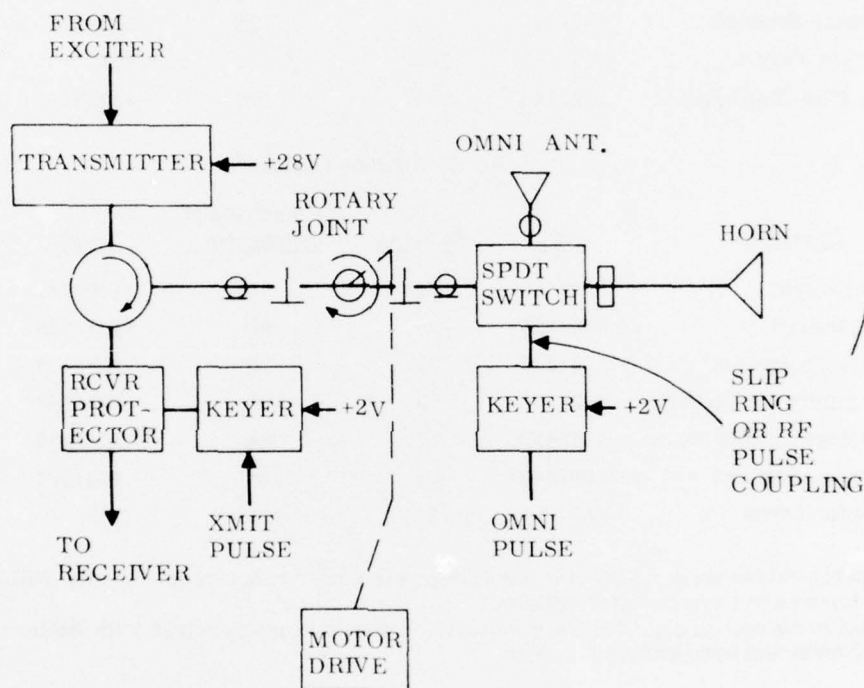 FROM
EXCITER
TRANSMITTER
+28V
OMNI ANT.
ROTARY
JOINT
HORN
SPDT
SWITCH
RCVR
PROT-
ECTOR
KEYER
+2V
KEYER
+2V
SLIP
RING
OR RF
PULSE
COUPLING
XMIT
PULSE
OMNI
PULSE
TO
RECEIVER
MOTOR
DRIVE